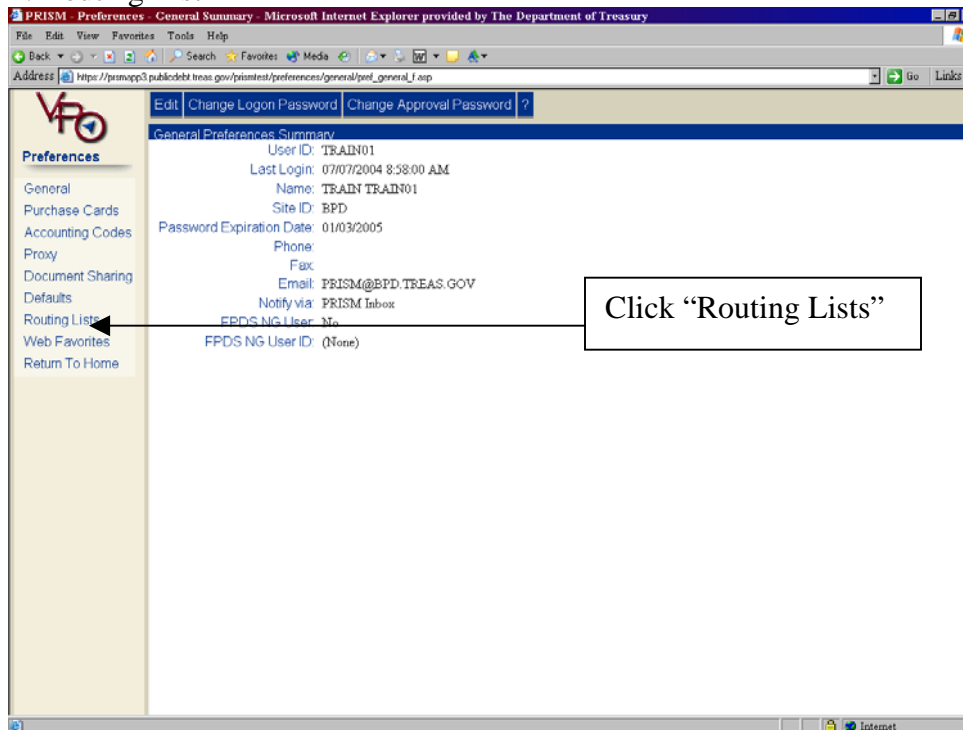 PRISM - Preferences - General Summary - Microsoft Internet Explorer provided by The Department of Treasury
File Edit View Favorites Tools Help
Back Search Favorites Media
Address https://prismapp3.publicdebt.treas.gov/prismtest/preferences/general/pref_general_f.asp Go Links
VPO
Edit Change Logon Password Change Approval Password ?
General Preferences Summary
Preferences
General
Purchase Cards
Accounting Codes
Proxy
Document Sharing
Defaults
Routing Lists
Web Favorites
Return To Home
User ID: TRAIN01
Last Login: 07/07/2004 8:58:00 AM
Name: TRAIN TRAIN01
Site ID: BPD
Password Expiration Date: 01/03/2005
Phone:
Fax:
Email: PRISM@BPD.TREAS.GOV
Notify via: PRISM Inbox
FPDS NG User: No
FPDS NG User ID: (None)
Click “Routing Lists”
Internet